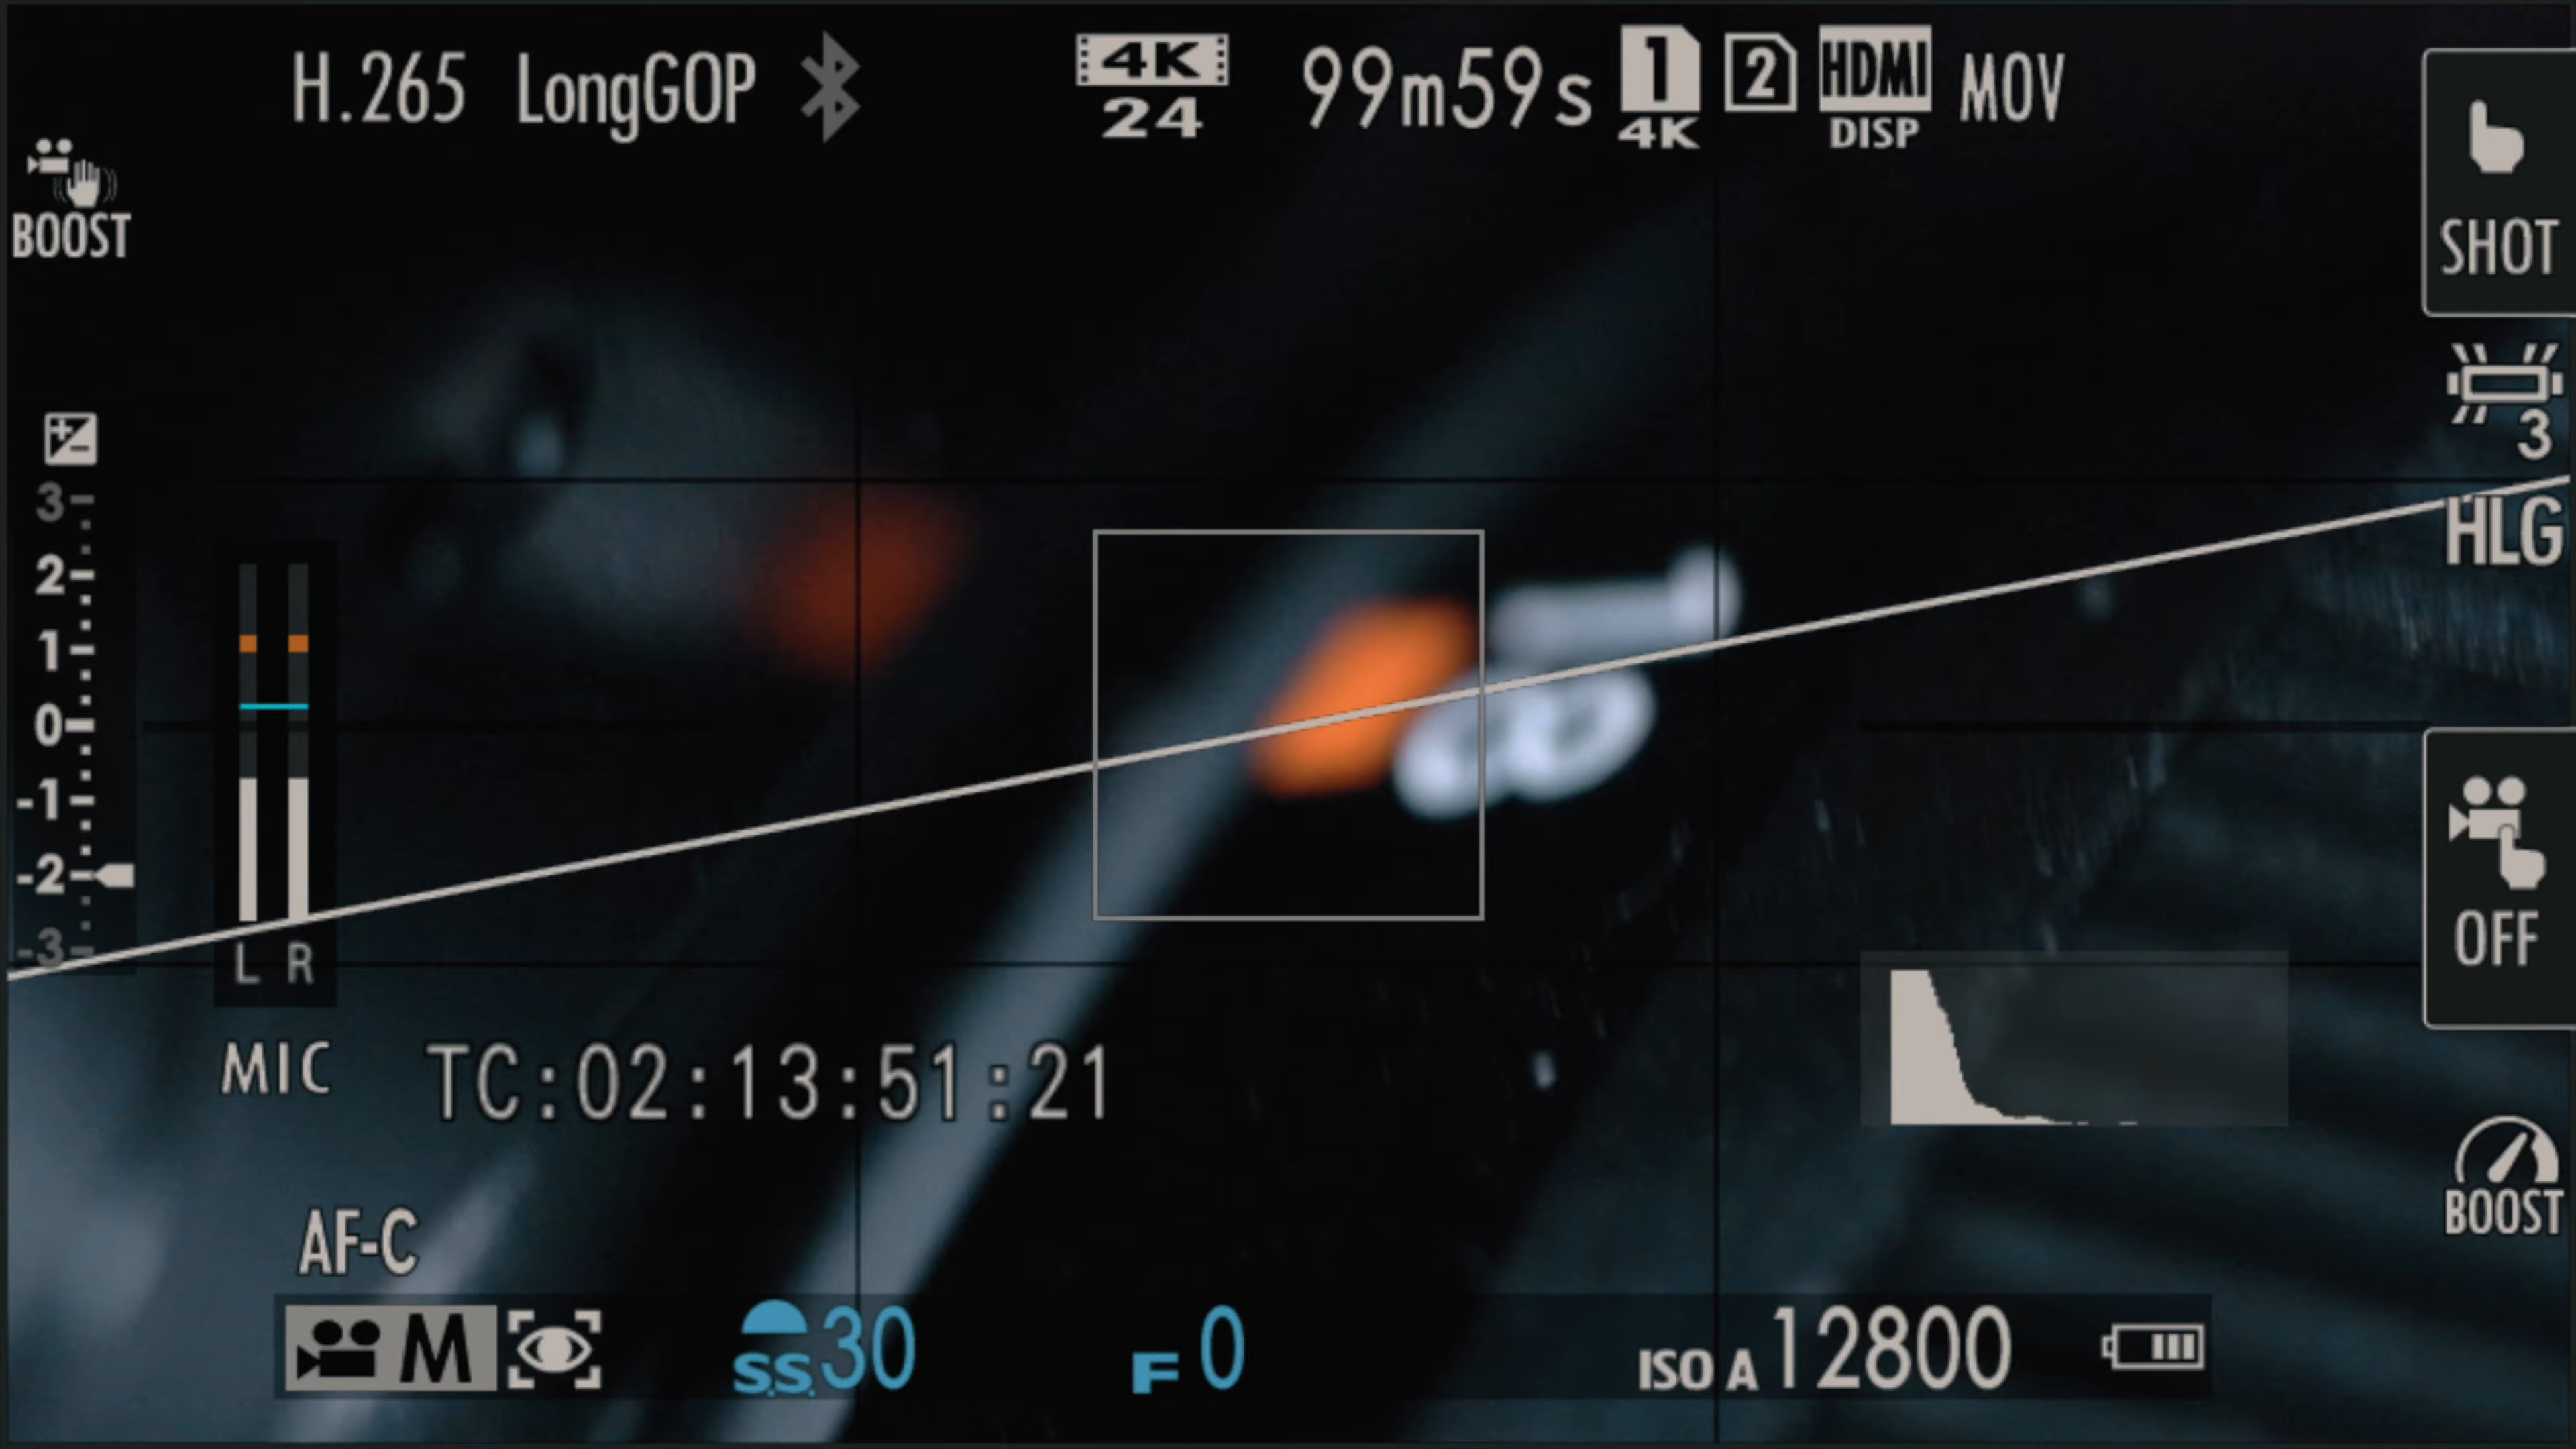 H.265 LongGOP 4K 24 99m59s 1 4K 2 HDMI DISP MOV
BOOST
SHOT
3
HLG
3
2
1
0
-1
-2
-3
L R
MIC
TC:02:13:51:21
OFF
BOOST
AF-C
M S.S. 30 F 0 ISO A 12800